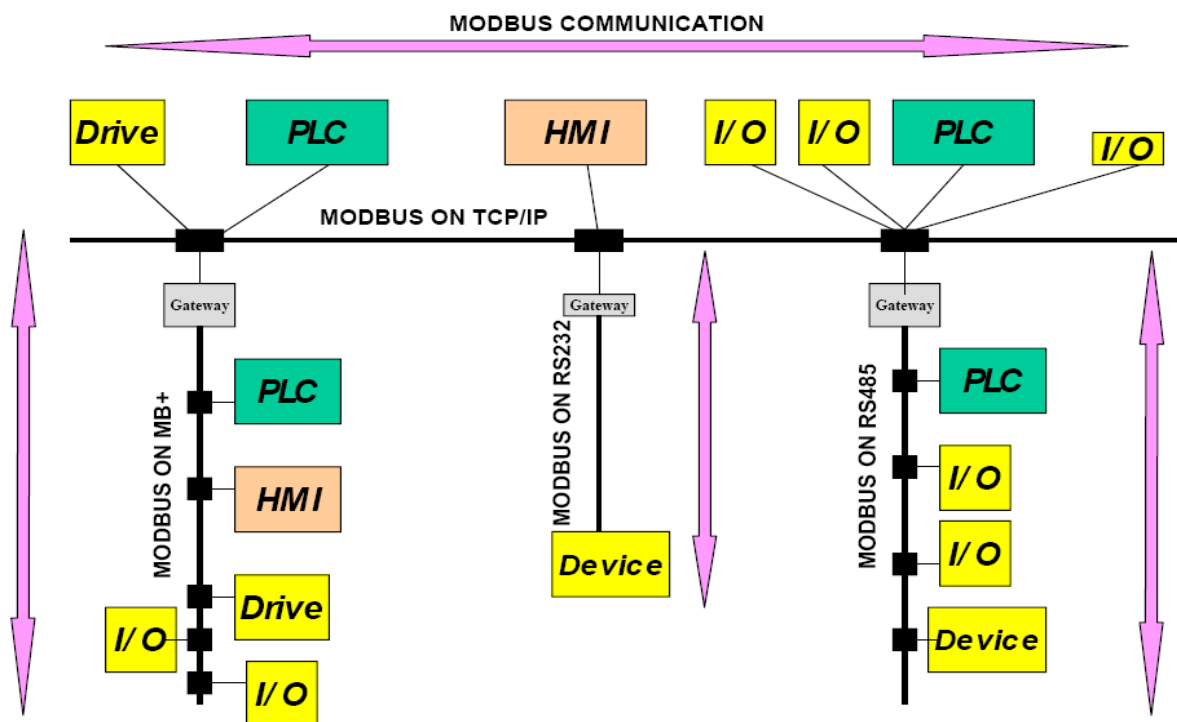 MODBUS COMMUNICATION
Drive
PLC
HMI
I/O
I/O
PLC
I/O
MODBUS ON TCP/IP
Gateway
Gateway
Gateway
MODBUS ON MB+
PLC
HMI
Drive
I/O
I/O
MODBUS ON RS232
Device
MODBUS ON RS485
PLC
I/O
I/O
Device